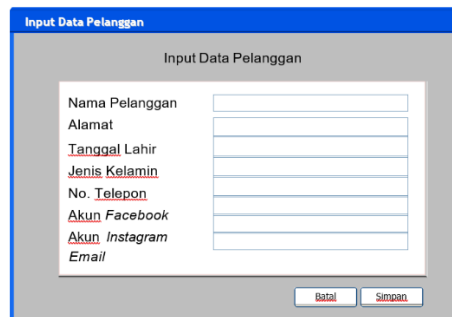 Input Data Pelanggan
Input Data Pelanggan
Nama Pelanggan
Alamat
Tanggal Lahir
Jenis Kelamin
No. Telepon
Akun Facebook
Akun Instagram
Email
Batal Simpan